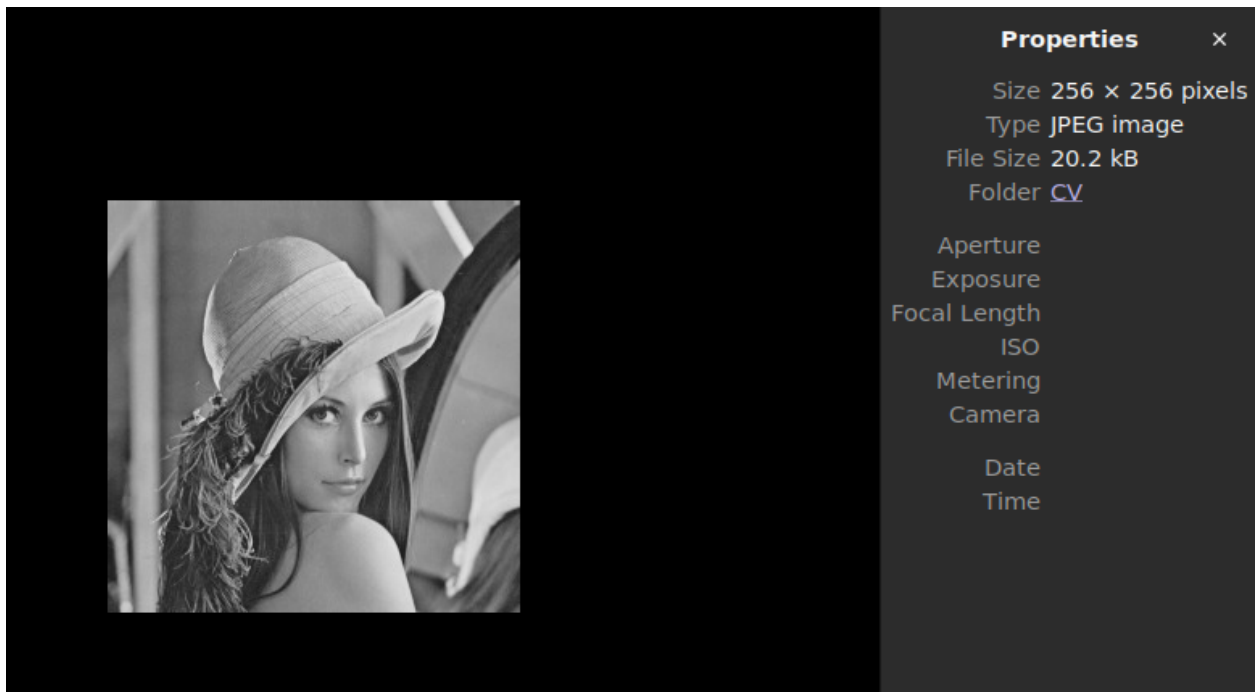 Properties ×
Size 256 × 256 pixels
Type JPEG image
File Size 20.2 kB
Folder CV
Aperture
Exposure
Focal Length
ISO
Metering
Camera
Date
Time